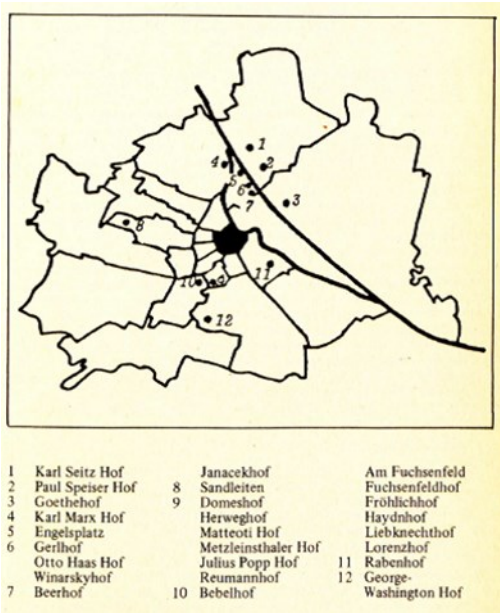 1
4
2
5
6
3
7
8
11
10
9
12
1 Karl Seitz Hof
2 Paul Speiser Hof
3 Goethehof
4 Karl Marx Hof
5 Engelsplatz
6 Gerlhof
Otto Haas Hof
Winarskyhof
7 Beerhof
Janacekhof
8 Sandleiten
9 Domeshof
Herweghof
Matteoti Hof
Metzleinsthaler Hof
Julius Popp Hof
Reumannhof
10 Bebelhof
Am Fuchsenfeld
Fuchsenfeldhof
Fröhlichhof
Haydnhof
Liebknechthof
Lorenzhof
11 Rabenhof
12 George-
Washington Hof